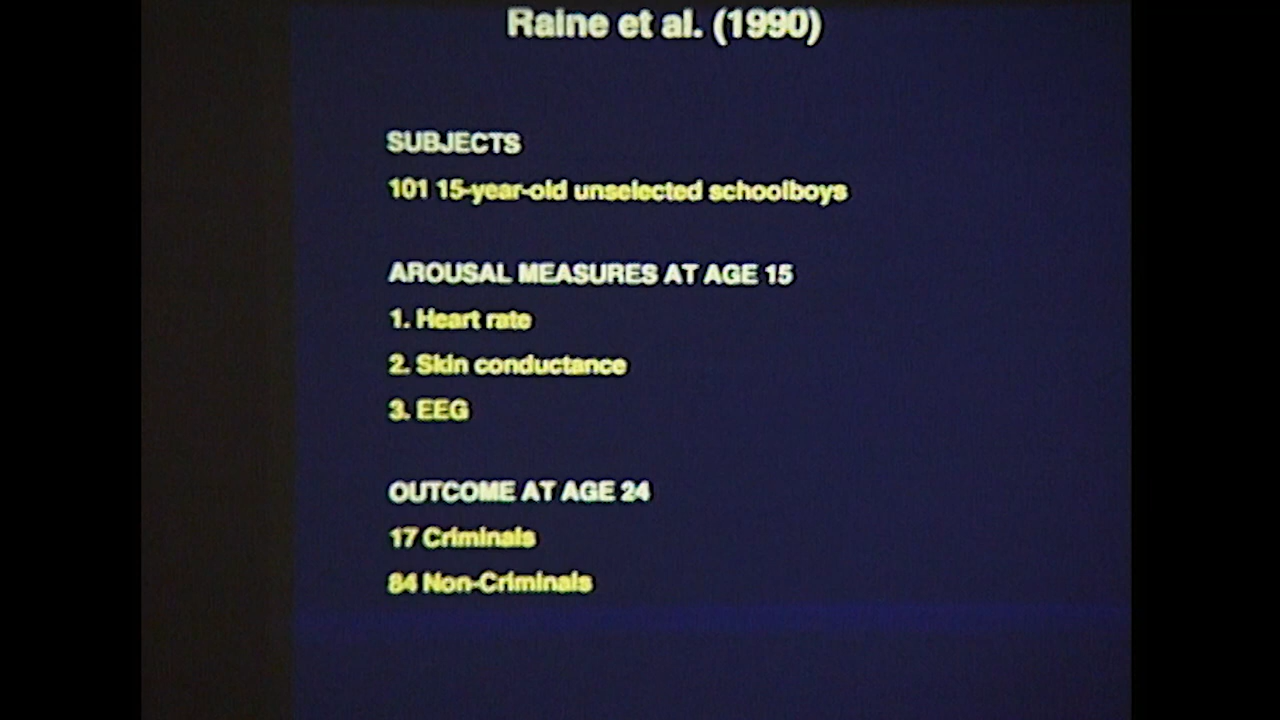 Raine et al. (1990)
SUBJECTS
101 15-year-old unselected schoolboys
AROUSAL MEASURES AT AGE 15
1. Heart rate
2. Skin conductance
3. EEG
OUTCOME AT AGE 24
17 Criminals
84 Non-Criminals